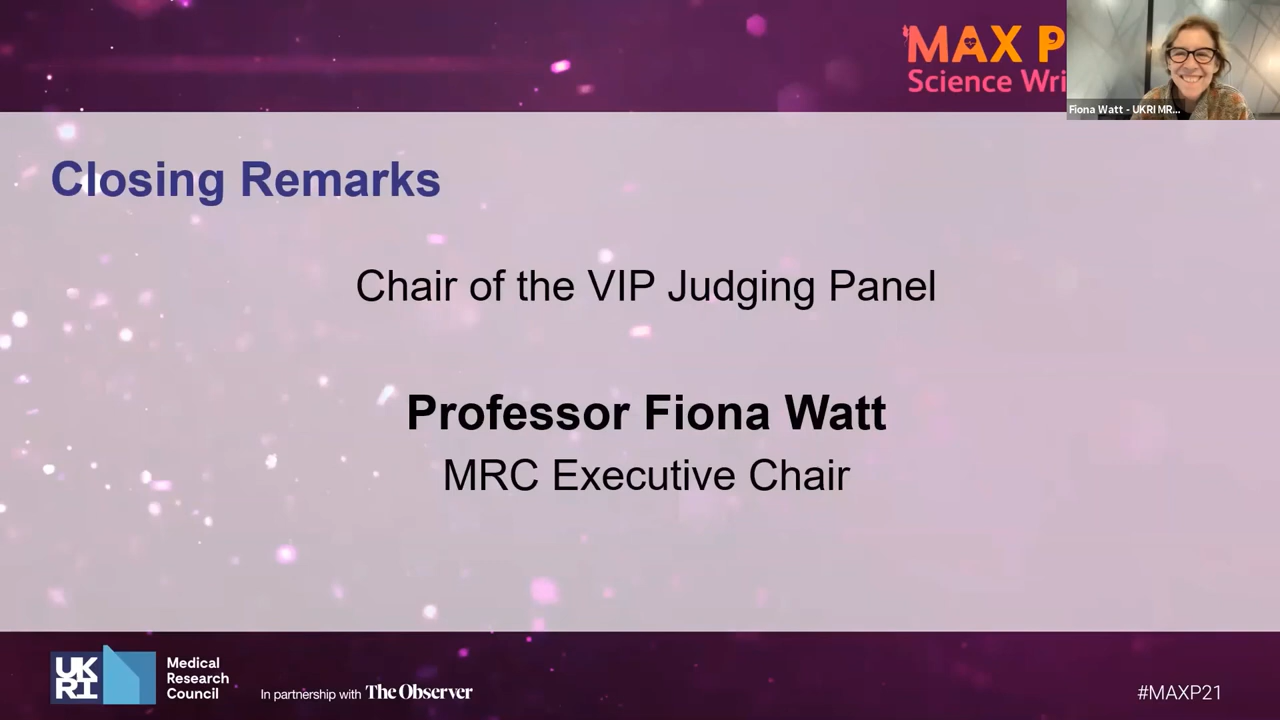 MAX P
Science Wri
Fiona Watt - UKRI MR...
Closing Remarks
Chair of the VIP Judging Panel
Professor Fiona Watt
MRC Executive Chair
UK
RI
Medical
Research
Council
In partnership with The Observer
#MAXP21